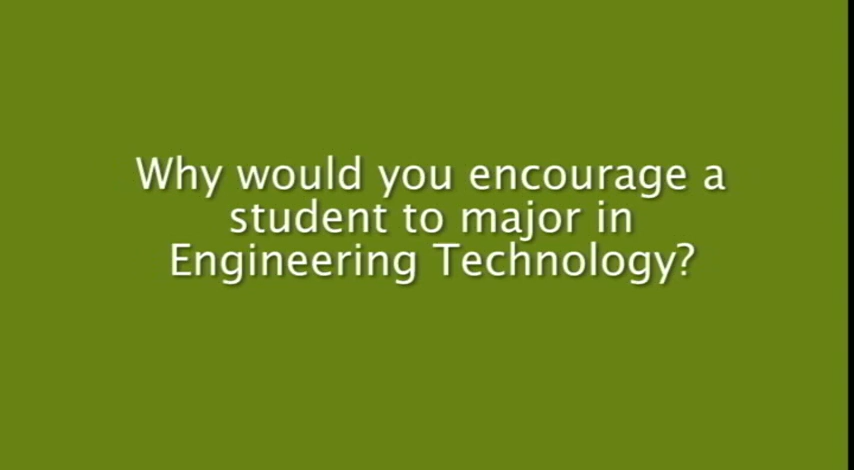 Why would you encourage a
student to major in
Engineering Technology?